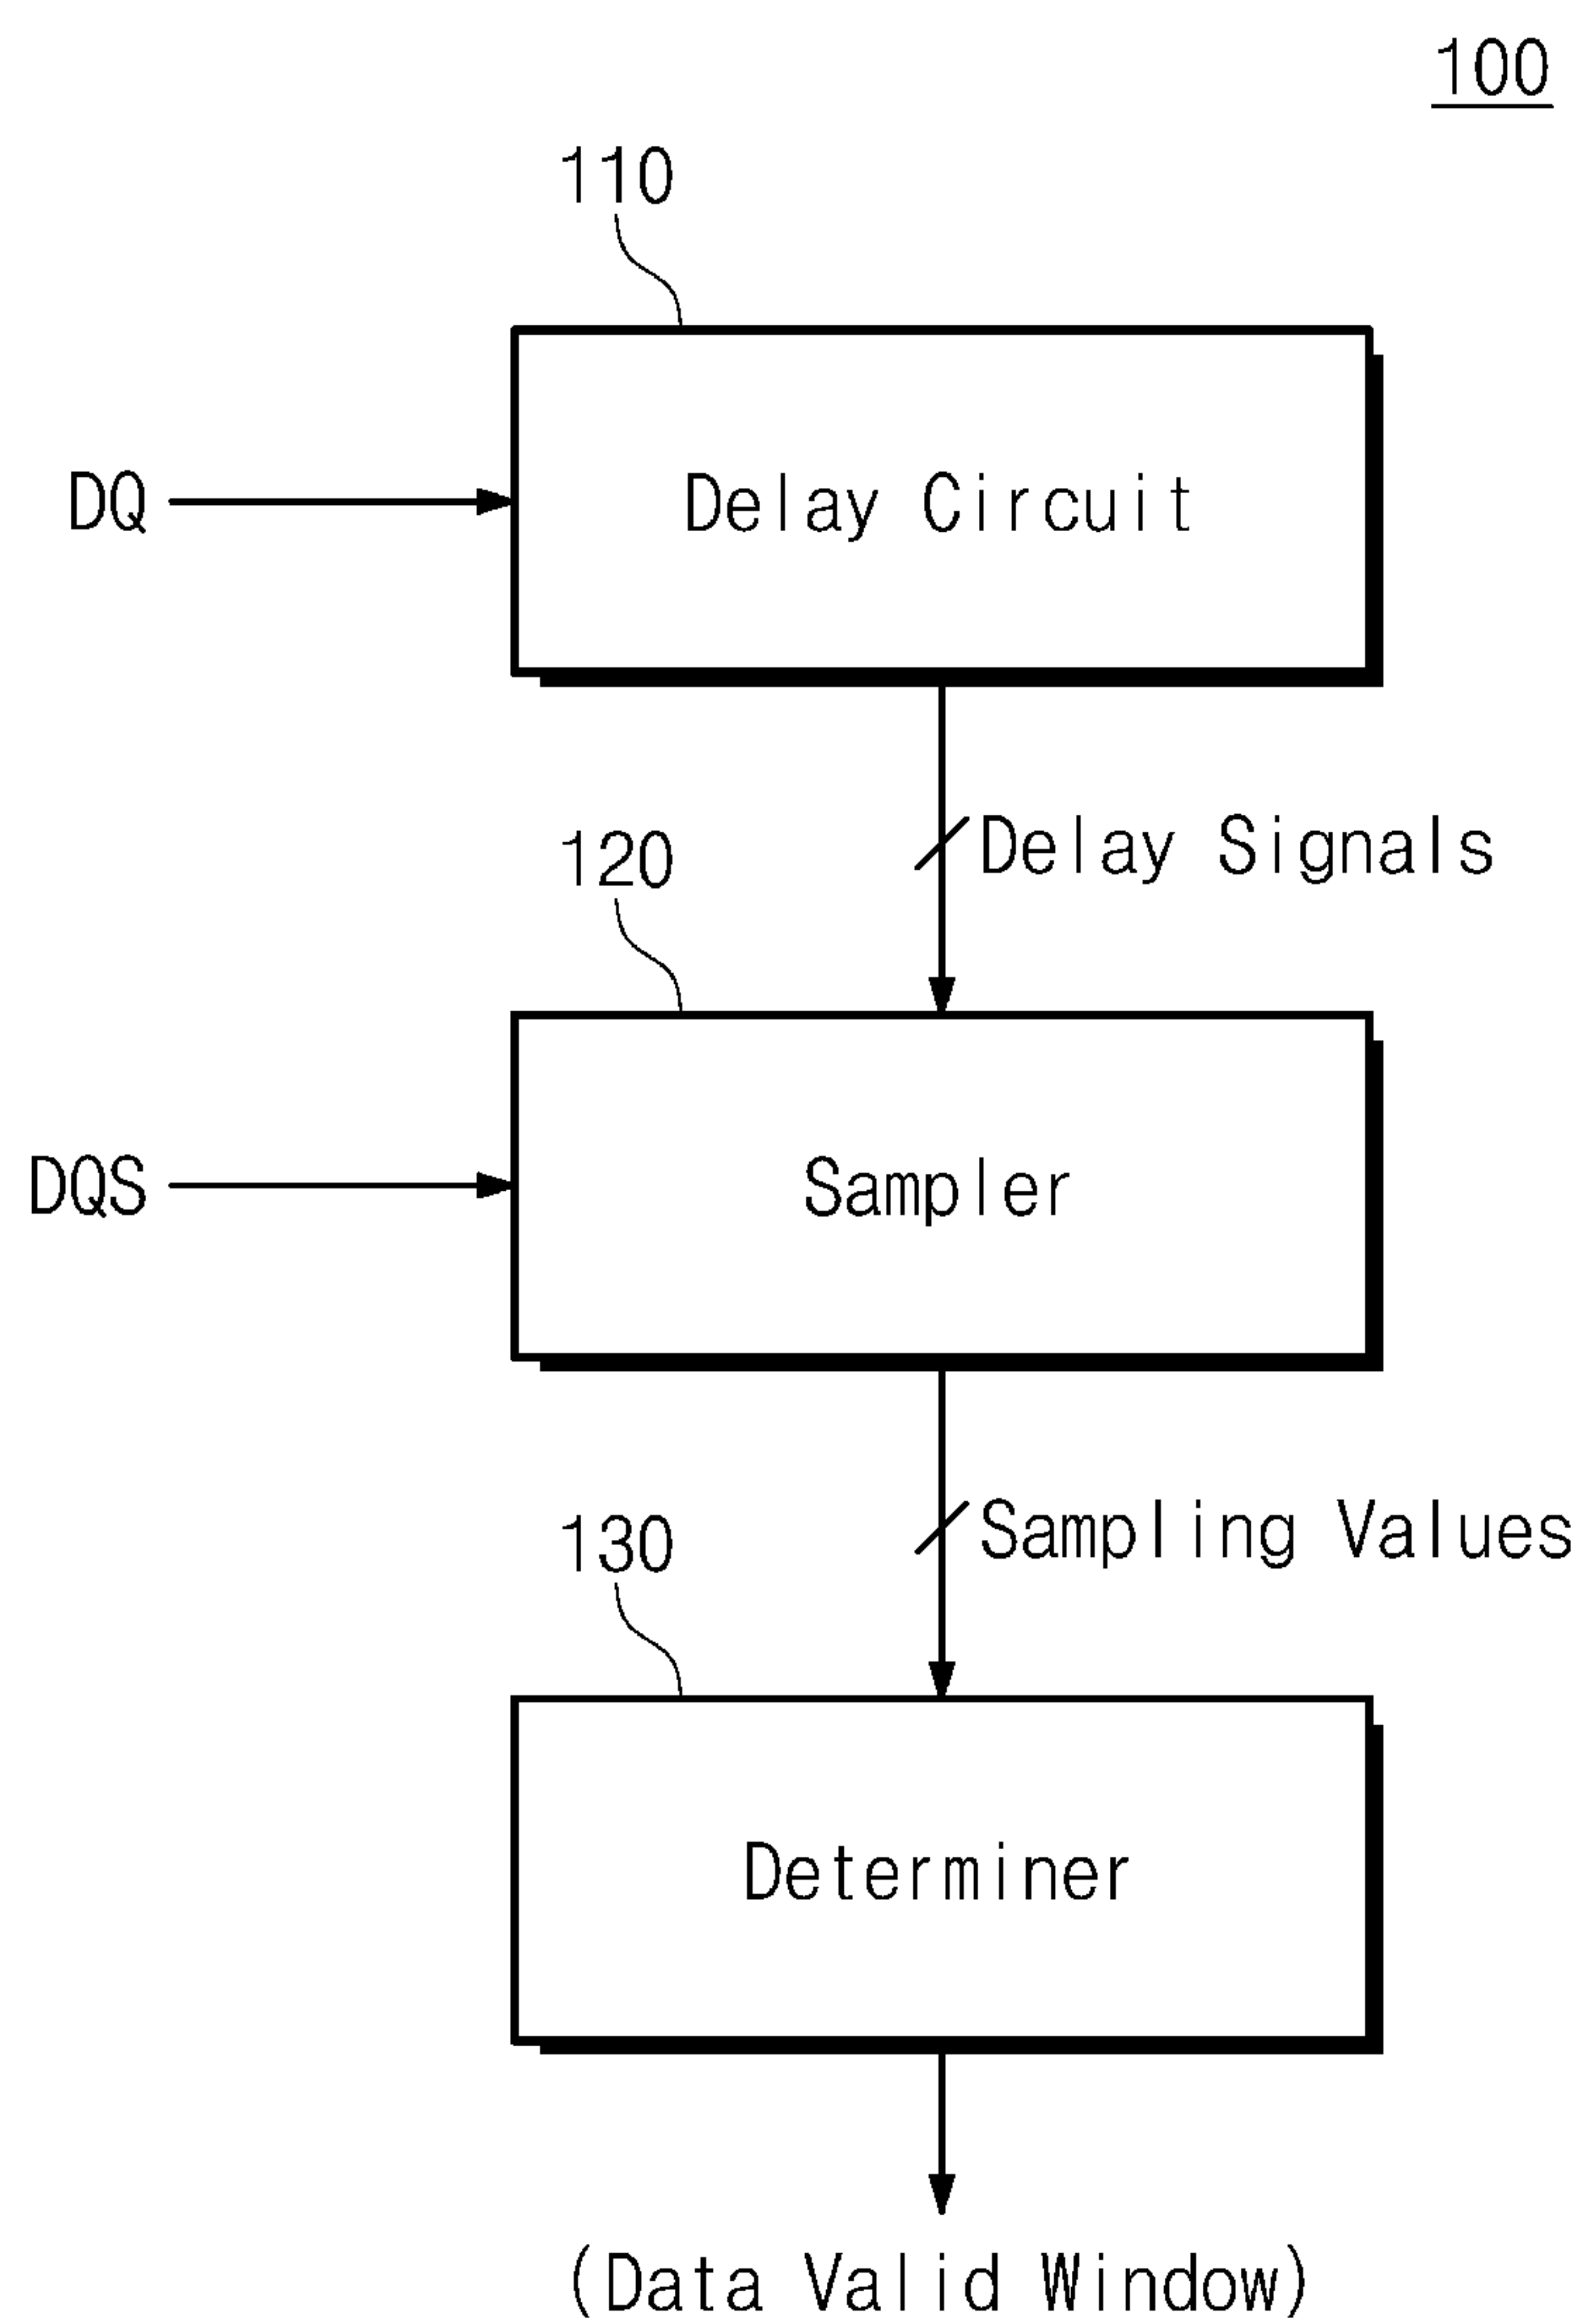 100
110
DQ
Delay Circuit
Delay Signals
120
DQS
Sampler
Sampling Values
130
Determiner
(Data Valid Window)